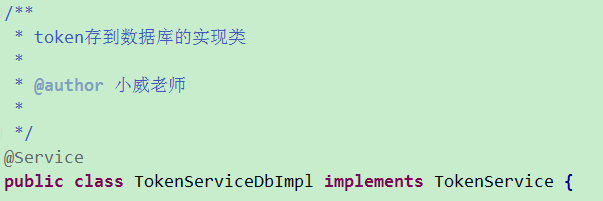 /**
 * token存到数据库的实现类
 *
 * @author 小威老师
 *
 */
@Service
public class TokenServiceDbImpl implements TokenService {